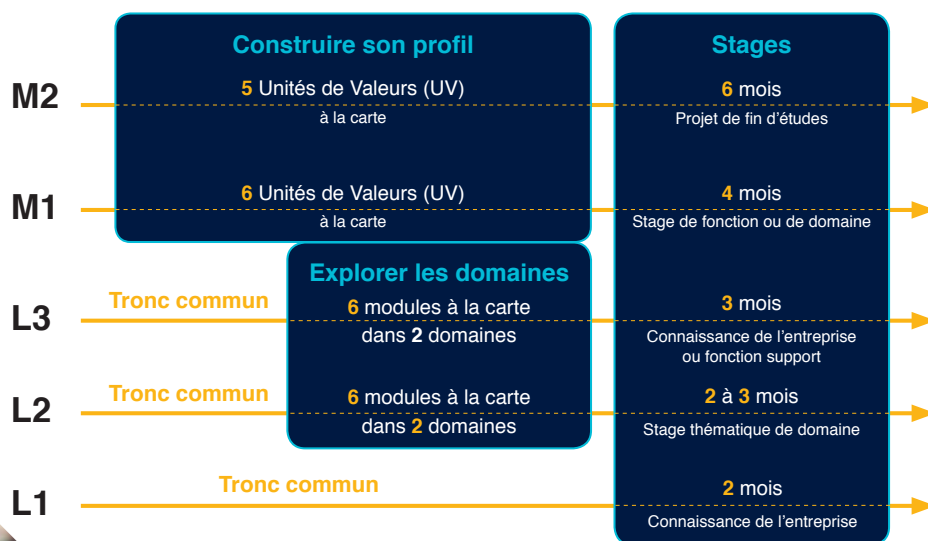 Construire son profil
Stages
M2
5 Unités de Valeurs (UV)
à la carte
6 mois
Projet de fin d'études
M1
6 Unités de Valeurs (UV)
à la carte
4 mois
Stage de fonction ou de domaine
Explorer les domaines
L3
Tronc commun
6 modules à la carte
dans 2 domaines
3 mois
Connaissance de l'entreprise
ou fonction support
L2
Tronc commun
6 modules à la carte
dans 2 domaines
2 à 3 mois
Stage thématique de domaine
L1
Tronc commun
2 mois
Connaissance de l'entreprise